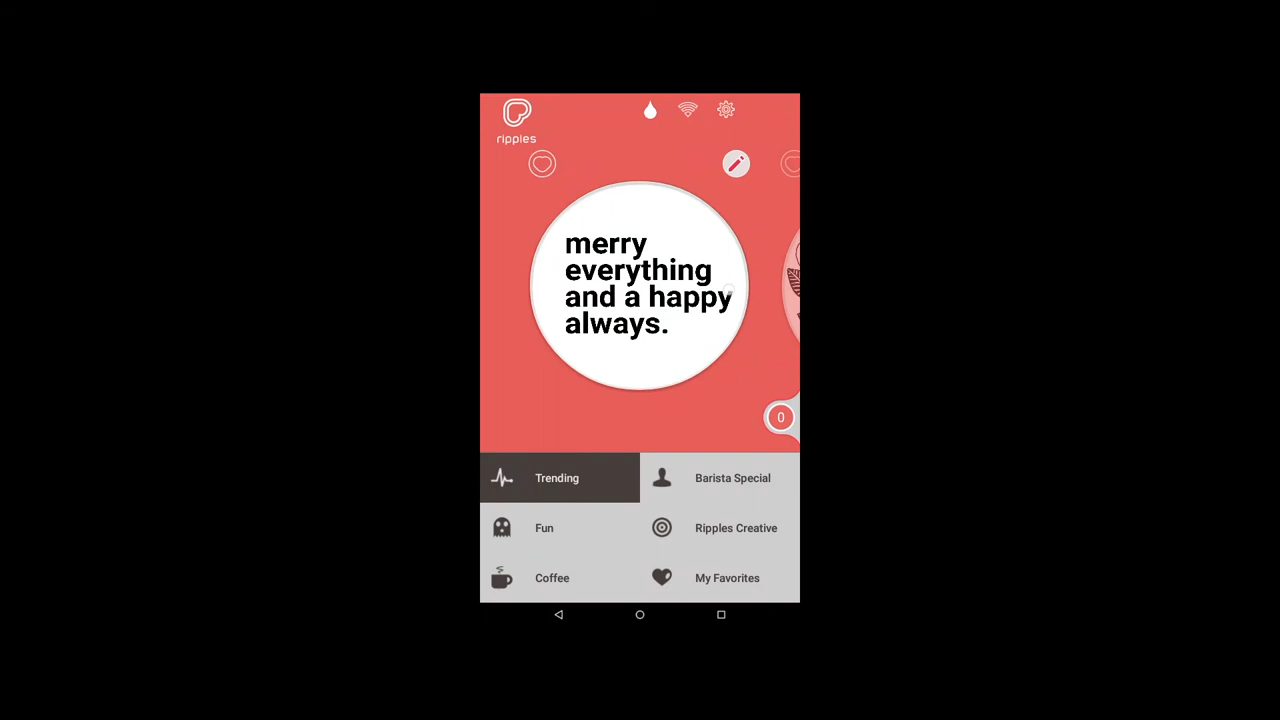 ripples
merry
everything
and a happy
always.
0
Trending
Barista Special
Fun
Ripples Creative
Coffee
My Favorites